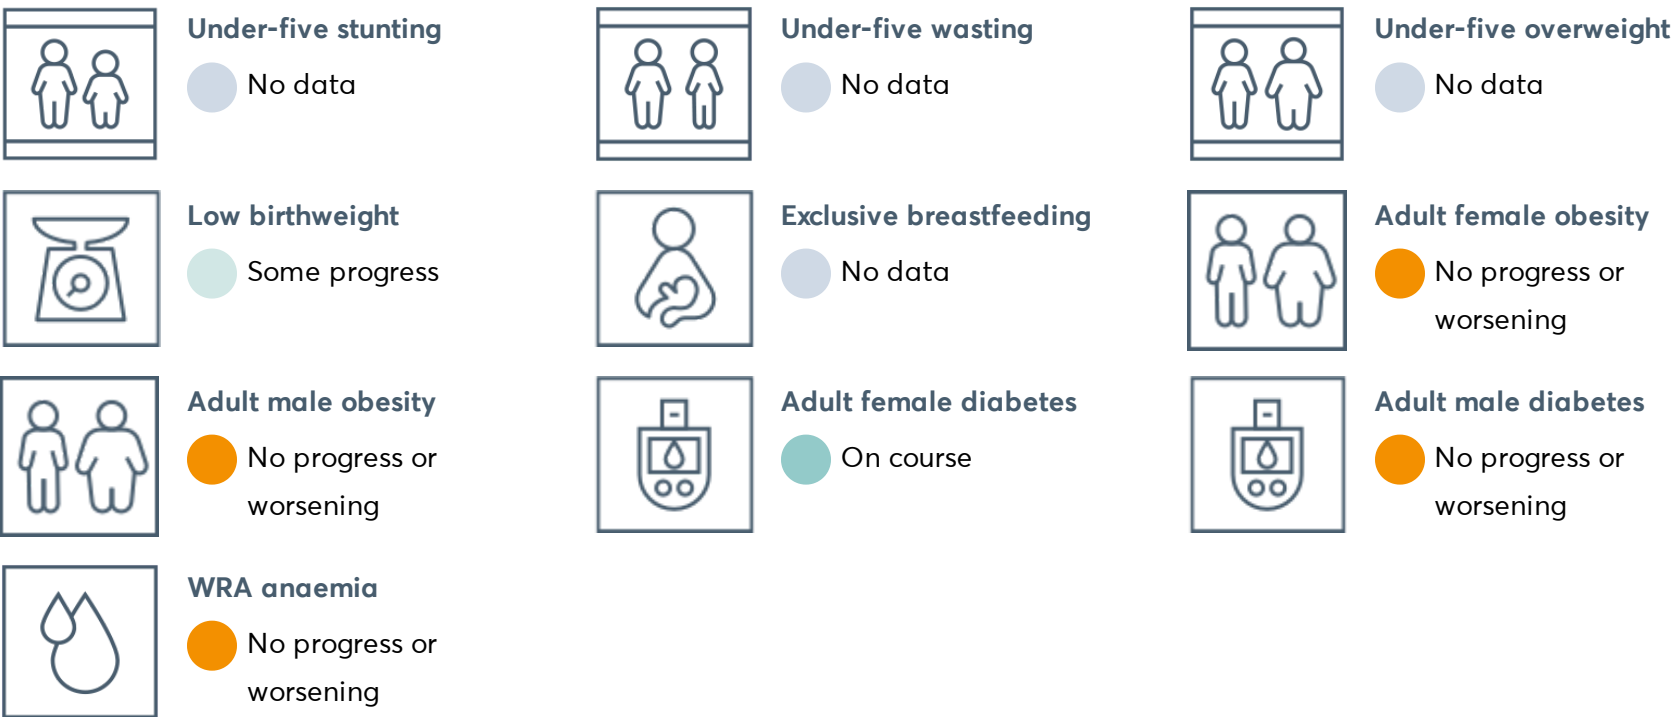 Under-five stunting
No data
Under-five wasting
No data
Under-five overweight
No data
Low birthweight
Some progress
Exclusive breastfeeding
No data
Adult female obesity
No progress or
worsening
Adult male obesity
No progress or
worsening
Adult female diabetes
On course
Adult male diabetes
No progress or
worsening
WRA anaemia
No progress or
worsening